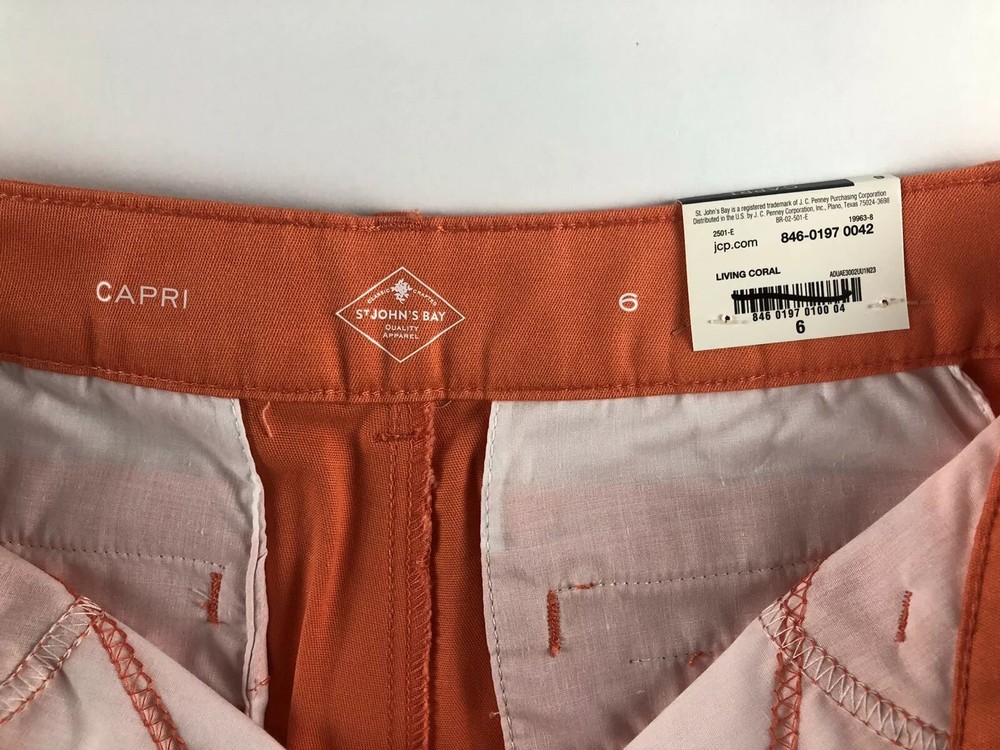 CAPRI
CLASSIC CRAFTED
ST JOHN'S BAY
QUALITY
APPAREL
6
St. John's Bay is a registered trademark of J. C. Penney Purchasing Corporation
Distributed in the U.S. by J. C. Penney Corporation, Inc., Plano, Texas 75024-3698
BR-02-501-E
2501-E 19963-8
jcp.com 846-0197 0042
LIVING CORAL
846 0197 0100 04
6